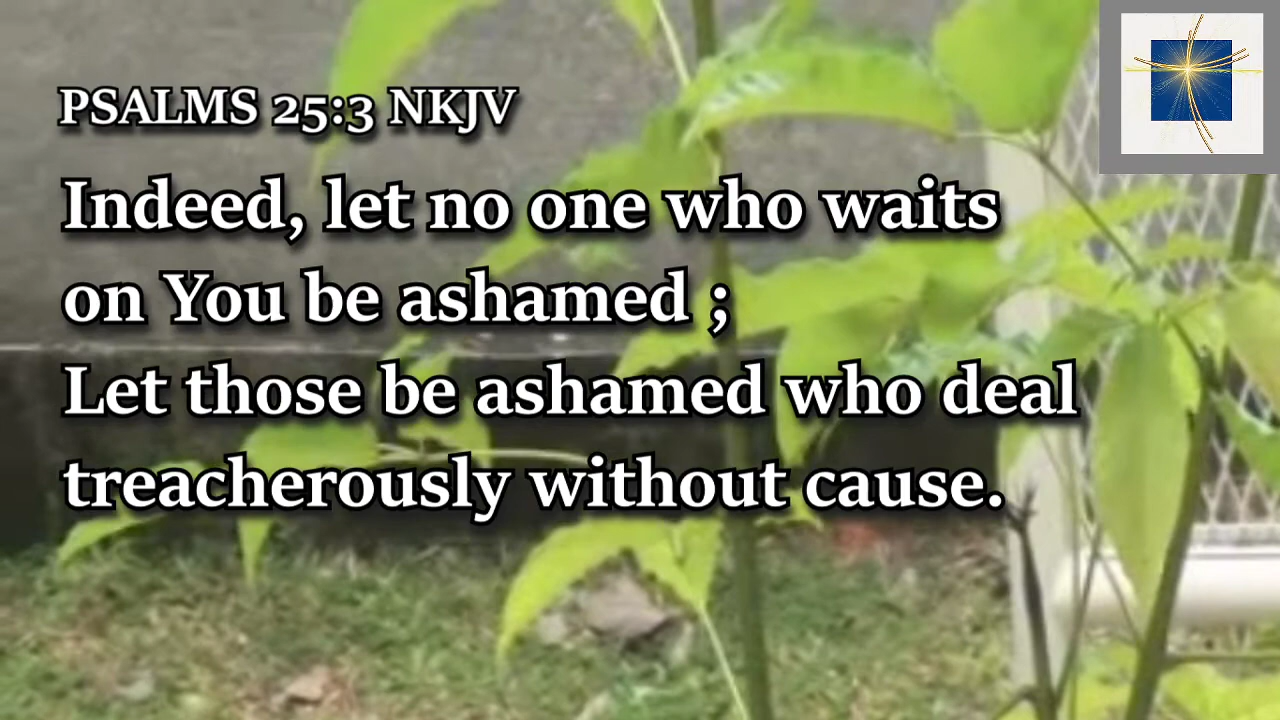 PSALMS 25:3 NKJV
Indeed, let no one who waits
on You be ashamed ;
Let those be ashamed who deal
treacherously without cause.